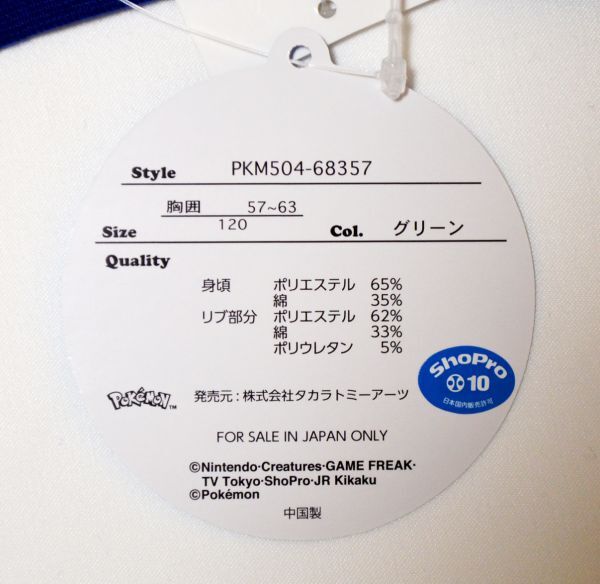 Style PKM504-68357
胸囲 57~63
Size 120 Col. グリーン
Quality
身頃 ポリエステル 65%
綿 35%
リブ部分 ポリエステル 62%
綿 33%
ポリウレタン 5%
ShoPro
10
日本国内販売許可
POKéMON™ 発売元:株式会社タカラトミーアーツ
FOR SALE IN JAPAN ONLY
©Nintendo·Creatures·GAME FREAK·
TV Tokyo·ShoPro·JR Kikaku
©Pokémon
中国製